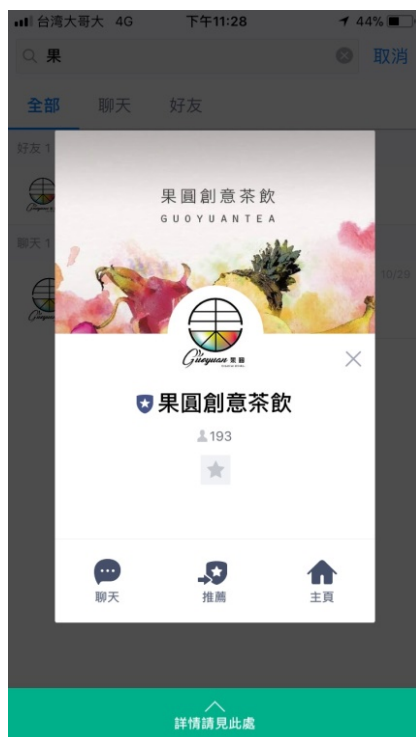 台湾大哥大 4G 下午11:28 44%
果 取消
全部 聊天 好友
好友 1
果圓創意茶飲
GUOYUANTEA
聊天 1
10/29
Guoyuan 果圓
果圓創意茶飲
193
聊天 推薦 主頁
詳情請見此處